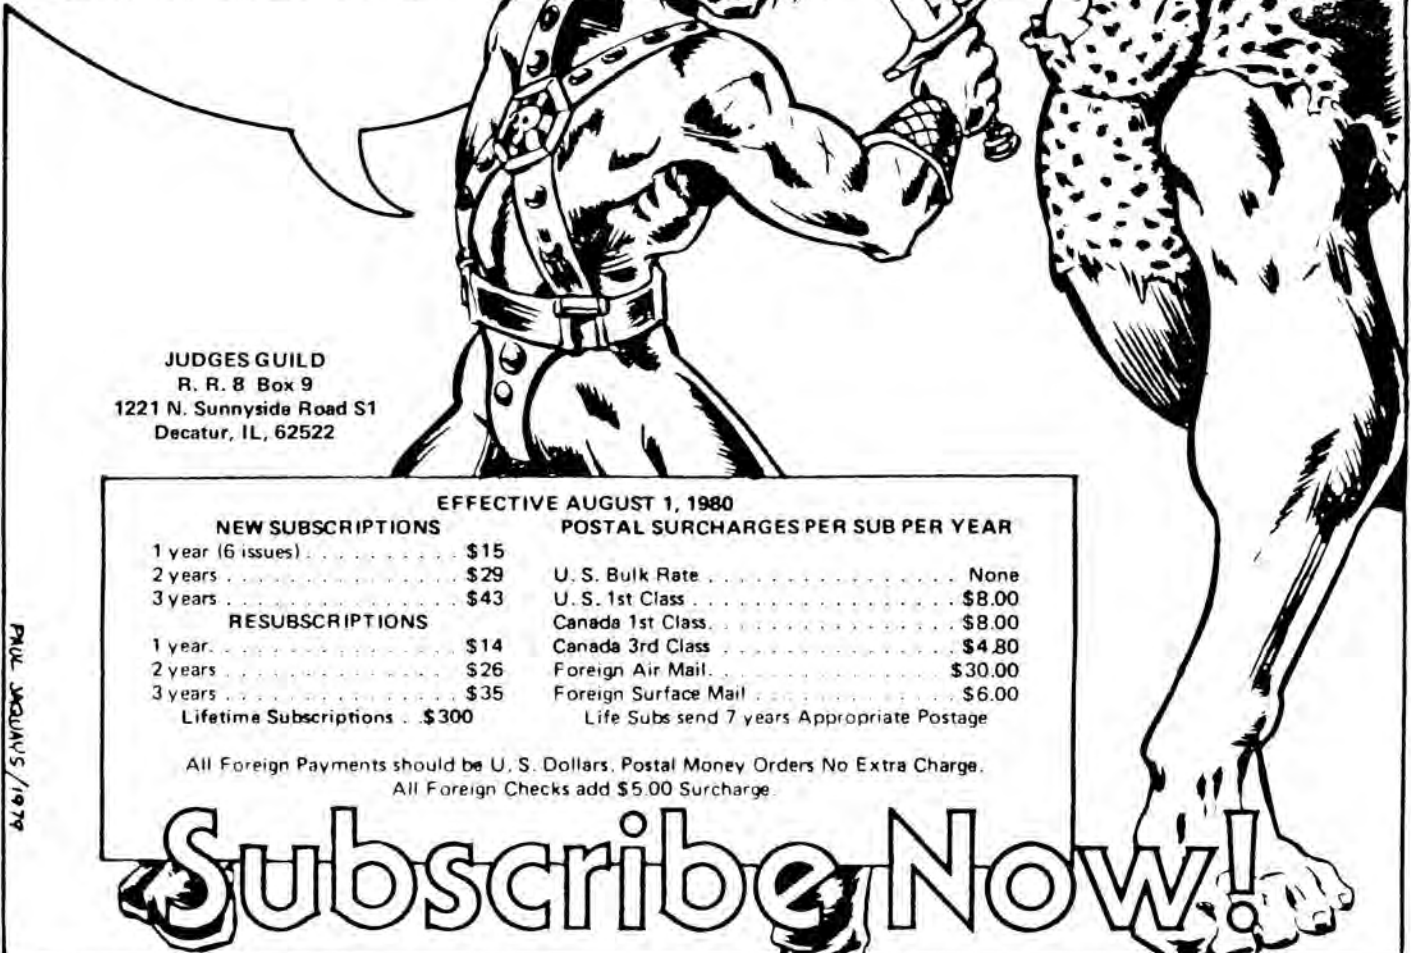 JUDGES GUILD
R. R. 8 Box 9
1221 N. Sunnyside Road S1
Decatur, IL, 62522
EFFECTIVE AUGUST 1, 1980
NEW SUBSCRIPTIONS
1 year (6 issues) . . . . . . . . . . $15
2 years . . . . . . . . . . . . . . . $29
3 years . . . . . . . . . . . . . . . $43
RESUBSCRIPTIONS
1 year. . . . . . . . . . . . . . . . $14
2 years . . . . . . . . . . . . . . . $26
3 years . . . . . . . . . . . . . . . $35
Lifetime Subscriptions . . $300
POSTAL SURCHARGES PER SUB PER YEAR
U. S. Bulk Rate . . . . . . . . . . . . . . . . None
U. S. 1st Class . . . . . . . . . . . . . . . . $8.00
Canada 1st Class. . . . . . . . . . . . . . . $8.00
Canada 3rd Class . . . . . . . . . . . . . . $4.80
Foreign Air Mail. . . . . . . . . . . . . . . $30.00
Foreign Surface Mail . . . . . . . . . . . . $6.00
Life Subs send 7 years Appropriate Postage
All Foreign Payments should be U. S. Dollars. Postal Money Orders No Extra Charge.
All Foreign Checks add $5.00 Surcharge.
Subscribe Now!
PAUL JAQUAYS/1979